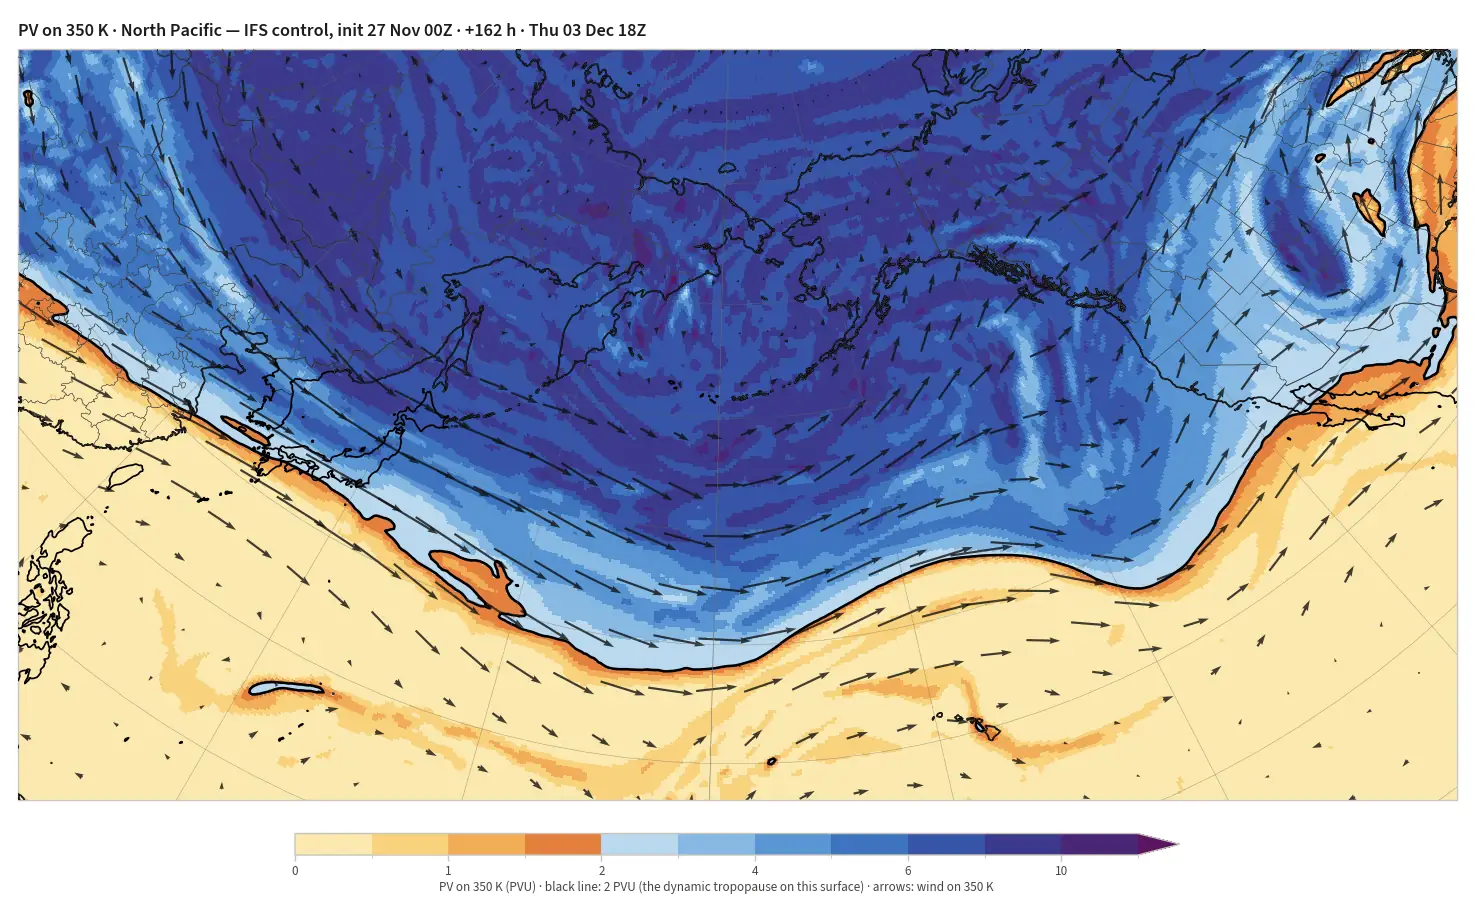 PV on 350 K · North Pacific — IFS control, init 27 Nov 00Z · +162 h · Thu 03 Dec 18Z
0 1 2 4 6 10
PV on 350 K (PVU) · black line: 2 PVU (the dynamic tropopause on this surface) · arrows: wind on 350 K